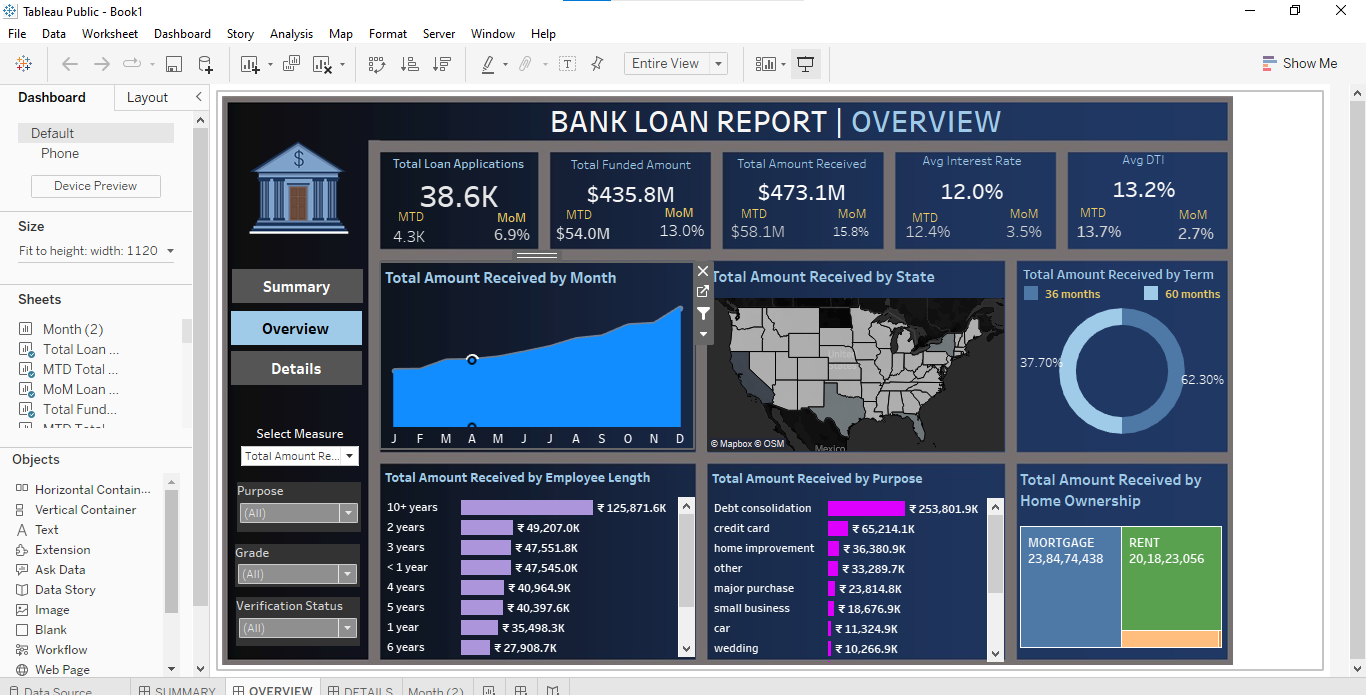 Tableau Public - Book1
File Data Worksheet Dashboard Story Analysis Map Format Server Window Help
Entire View
Show Me
Dashboard Layout
Default
Phone
Device Preview
Size
Fit to height: width: 1120
Sheets
Month (2)
Total Loan ...
MTD Total ...
MoM Loan ...
Total Fund...
MTD Total
Objects
Horizontal Contain...
Vertical Container
A Text
Extension
Ask Data
Data Story
Image
Blank
Workflow
Web Page
BANK LOAN REPORT | OVERVIEW
$
Summary
Overview
Details
Select Measure
Total Amount Re...
Purpose
(All)
Grade
(All)
Verification Status
(All)
Total Loan Applications
38.6K
MTD MoM
4.3K 6.9%
Total Funded Amount
$435.8M
MTD MoM
$54.0M 13.0%
Total Amount Received
$473.1M
MTD MoM
$58.1M 15.8%
Avg Interest Rate
12.0%
MTD MoM
12.4% 3.5%
Avg DTI
13.2%
MTD MoM
13.7% 2.7%
Total Amount Received by Month
J F M A M J J A S O N D
Total Amount Received by State
United
States
Mexico
© Mapbox © OSM
Total Amount Received by Term
36 months 60 months
37.70%
62.30%
Total Amount Received by Employee Length
10+ years ₹ 125,871.6K
2 years ₹ 49,207.0K
3 years ₹ 47,551.8K
< 1 year ₹ 47,545.0K
4 years ₹ 40,964.9K
5 years ₹ 40,397.6K
1 year ₹ 35,498.3K
6 years ₹ 27,908.7K
Total Amount Received by Purpose
Debt consolidation ₹ 253,801.9K
credit card ₹ 65,214.1K
home improvement ₹ 36,380.9K
other ₹ 33,289.7K
major purchase ₹ 23,814.8K
small business ₹ 18,676.9K
car ₹ 11,324.9K
wedding ₹ 10,266.9K
Total Amount Received by
Home Ownership
MORTGAGE
23,84,74,438
RENT
20,18,23,056
Data Source SUMMARY OVERVIEW DETAILS Month (2)